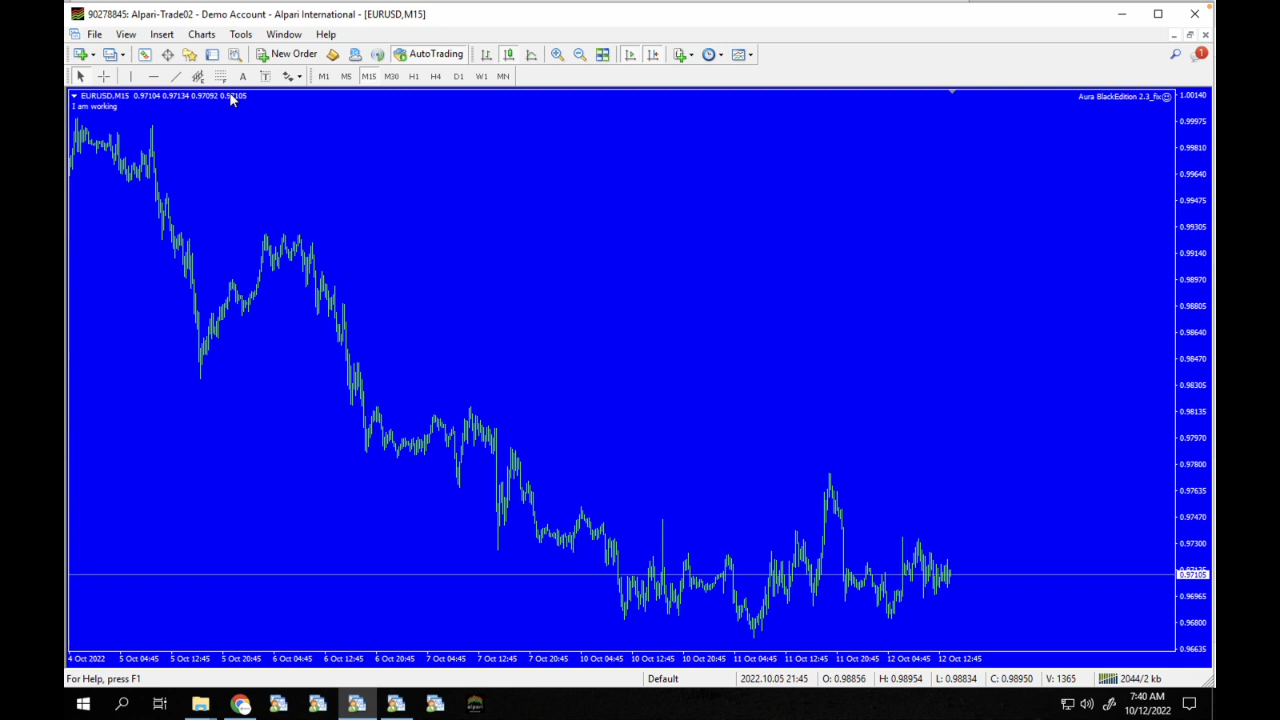 90278845: Alpari-Trade02 - Demo Account - Alpari International - [EURUSD,M15]
File View Insert Charts Tools Window Help
New Order AutoTrading 1
A T M1 M5 M15 M30 H1 H4 D1 W1 MN
EURUSD,M15 0.97104 0.97134 0.97092 0.97105
Aura BlackEdition 2.3_fix
I am working
1.00140
0.99975
0.99810
0.99640
0.99475
0.99305
0.99140
0.98970
0.98805
0.98640
0.98470
0.98305
0.98135
0.97970
0.97800
0.97635
0.97470
0.97300
0.97105
0.96965
0.96800
0.96635
4 Oct 2022 5 Oct 04:45 5 Oct 12:45 5 Oct 20:45 6 Oct 04:45 6 Oct 12:45 6 Oct 20:45 7 Oct 04:45 7 Oct 12:45 7 Oct 20:45 10 Oct 04:45 10 Oct 12:45 10 Oct 20:45 11 Oct 04:45 11 Oct 12:45 11 Oct 20:45 12 Oct 04:45 12 Oct 12:45
For Help, press F1 Default 2022.10.05 21:45 O: 0.98856 H: 0.98954 L: 0.98834 C: 0.98950 V: 1365 2044/2 kb
alpari
7:40 AM
10/12/2022